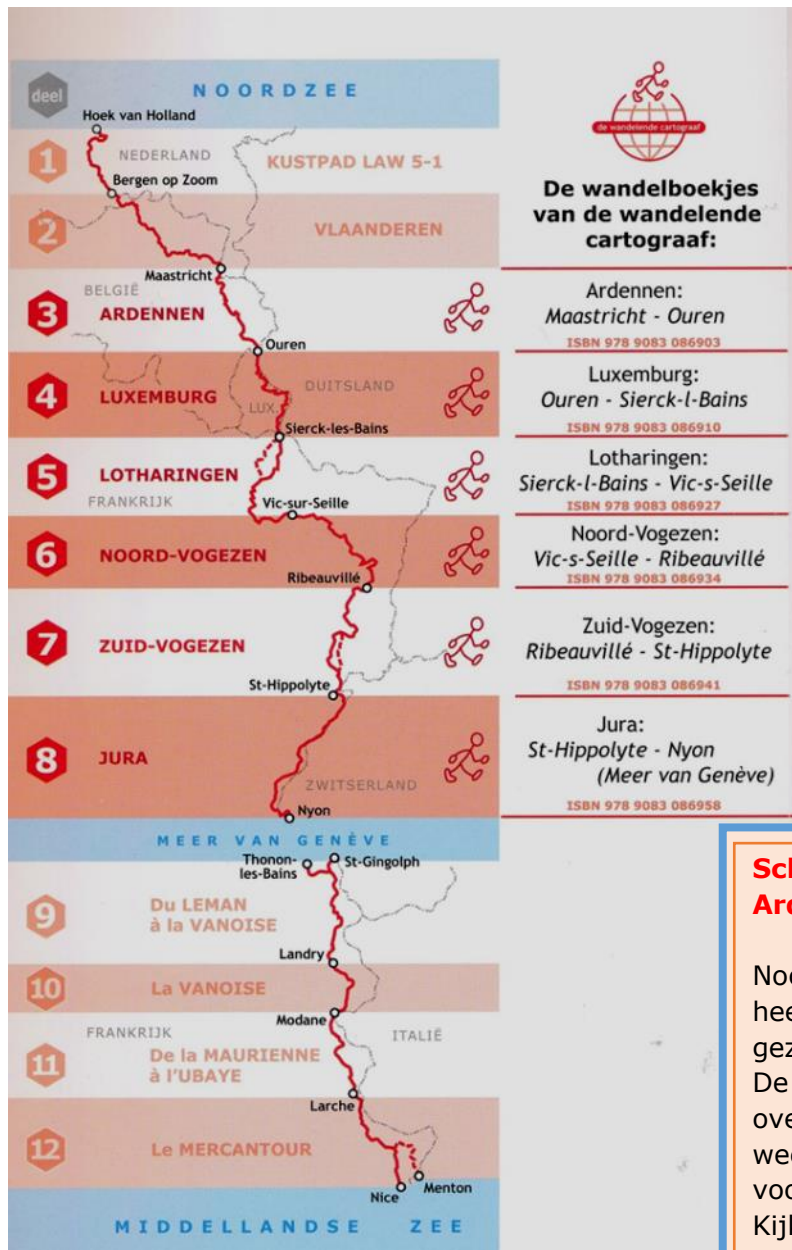 deel
NOORDZEE
Hoek van Holland
1
NEDERLAND
KUSTPAD LAW 5-1
Bergen op Zoom
2
VLAANDEREN
Maastricht
BELGIË
3
ARDENNEN
Ouren
4
LUXEMBURG
DUITSLAND
LUX.
Sierck-les-Bains
5
LOTHARINGEN
FRANKRIJK
Vic-sur-Seille
6
NOORD-VOGEZEN
Ribeauvillé
7
ZUID-VOGEZEN
St-Hippolyte
8
JURA
ZWITSERLAND
Nyon
MEER VAN GENÈVE
Thonon-
les-Bains
St-Gingolph
9
Du LEMAN
à la VANOISE
Landry
10
La VANOISE
Modane
FRANKRIJK
ITALIË
11
De la MAURIENNE
à l'UBAYE
Larche
12
Le MERCANTOUR
Nice
Menton
MIDDELLANDSE ZEE
de wandelende cartograaf
De wandelboekjes
van de wandelende
cartograaf:
Ardennen:
Maastricht - Ouren
ISBN 978 9083 086903
Luxemburg:
Ouren - Sierck-l-Bains
ISBN 978 9083 086910
Lotharingen:
Sierck-l-Bains - Vic-s-Seille
ISBN 978 9083 086927
Noord-Vogezen:
Vic-s-Seille - Ribeauvillé
ISBN 978 9083 086934
Zuid-Vogezen:
Ribeauvillé - St-Hippolyte
ISBN 978 9083 086941
Jura:
St-Hippolyte - Nyon
(Meer van Genève)
ISBN 978 9083 086958
De